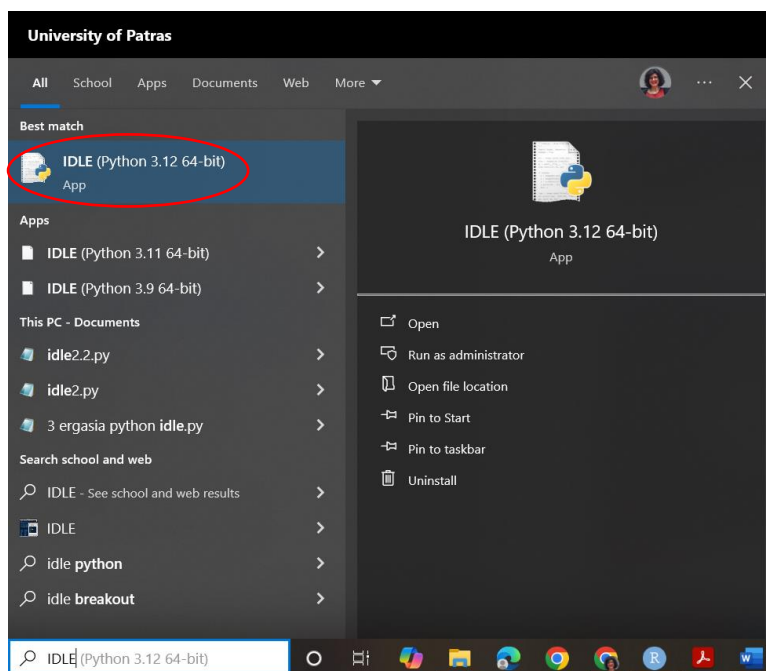 University of Patras
All School Apps Documents Web More
Best match
IDLE (Python 3.12 64-bit)
App
Apps
IDLE (Python 3.11 64-bit)
IDLE (Python 3.9 64-bit)
This PC - Documents
idle2.2.py
idle2.py
3 ergasia python idle.py
Search school and web
IDLE - See school and web results
IDLE
idle python
idle breakout
IDLE (Python 3.12 64-bit)
App
Open
Run as administrator
Open file location
Pin to Start
Pin to taskbar
Uninstall
IDLE (Python 3.12 64-bit)
R
W